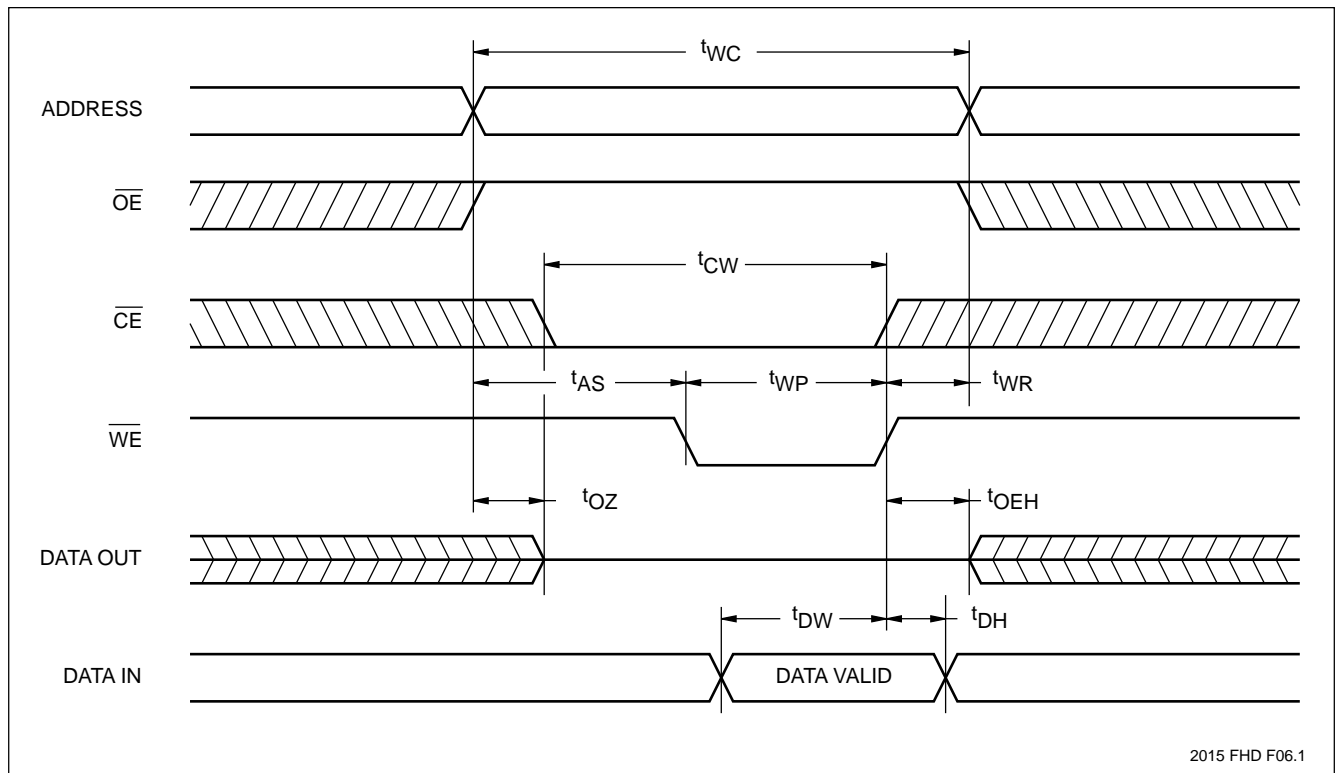 tWC
ADDRESS
OE
tCW
CE
tAS tWP tWR
WE
tOZ tOEH
DATA OUT
tDW tDH
DATA IN DATA VALID
2015 FHD F06.1